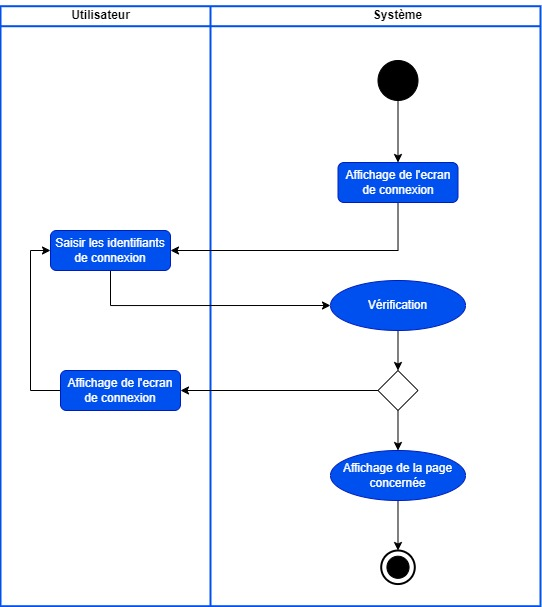 Utilisateur
Système
Affichage de l'ecran
de connexion
Saisir les identifiants
de connexion
Vérification
Affichage de l'ecran
de connexion
Affichage de la page
concernée